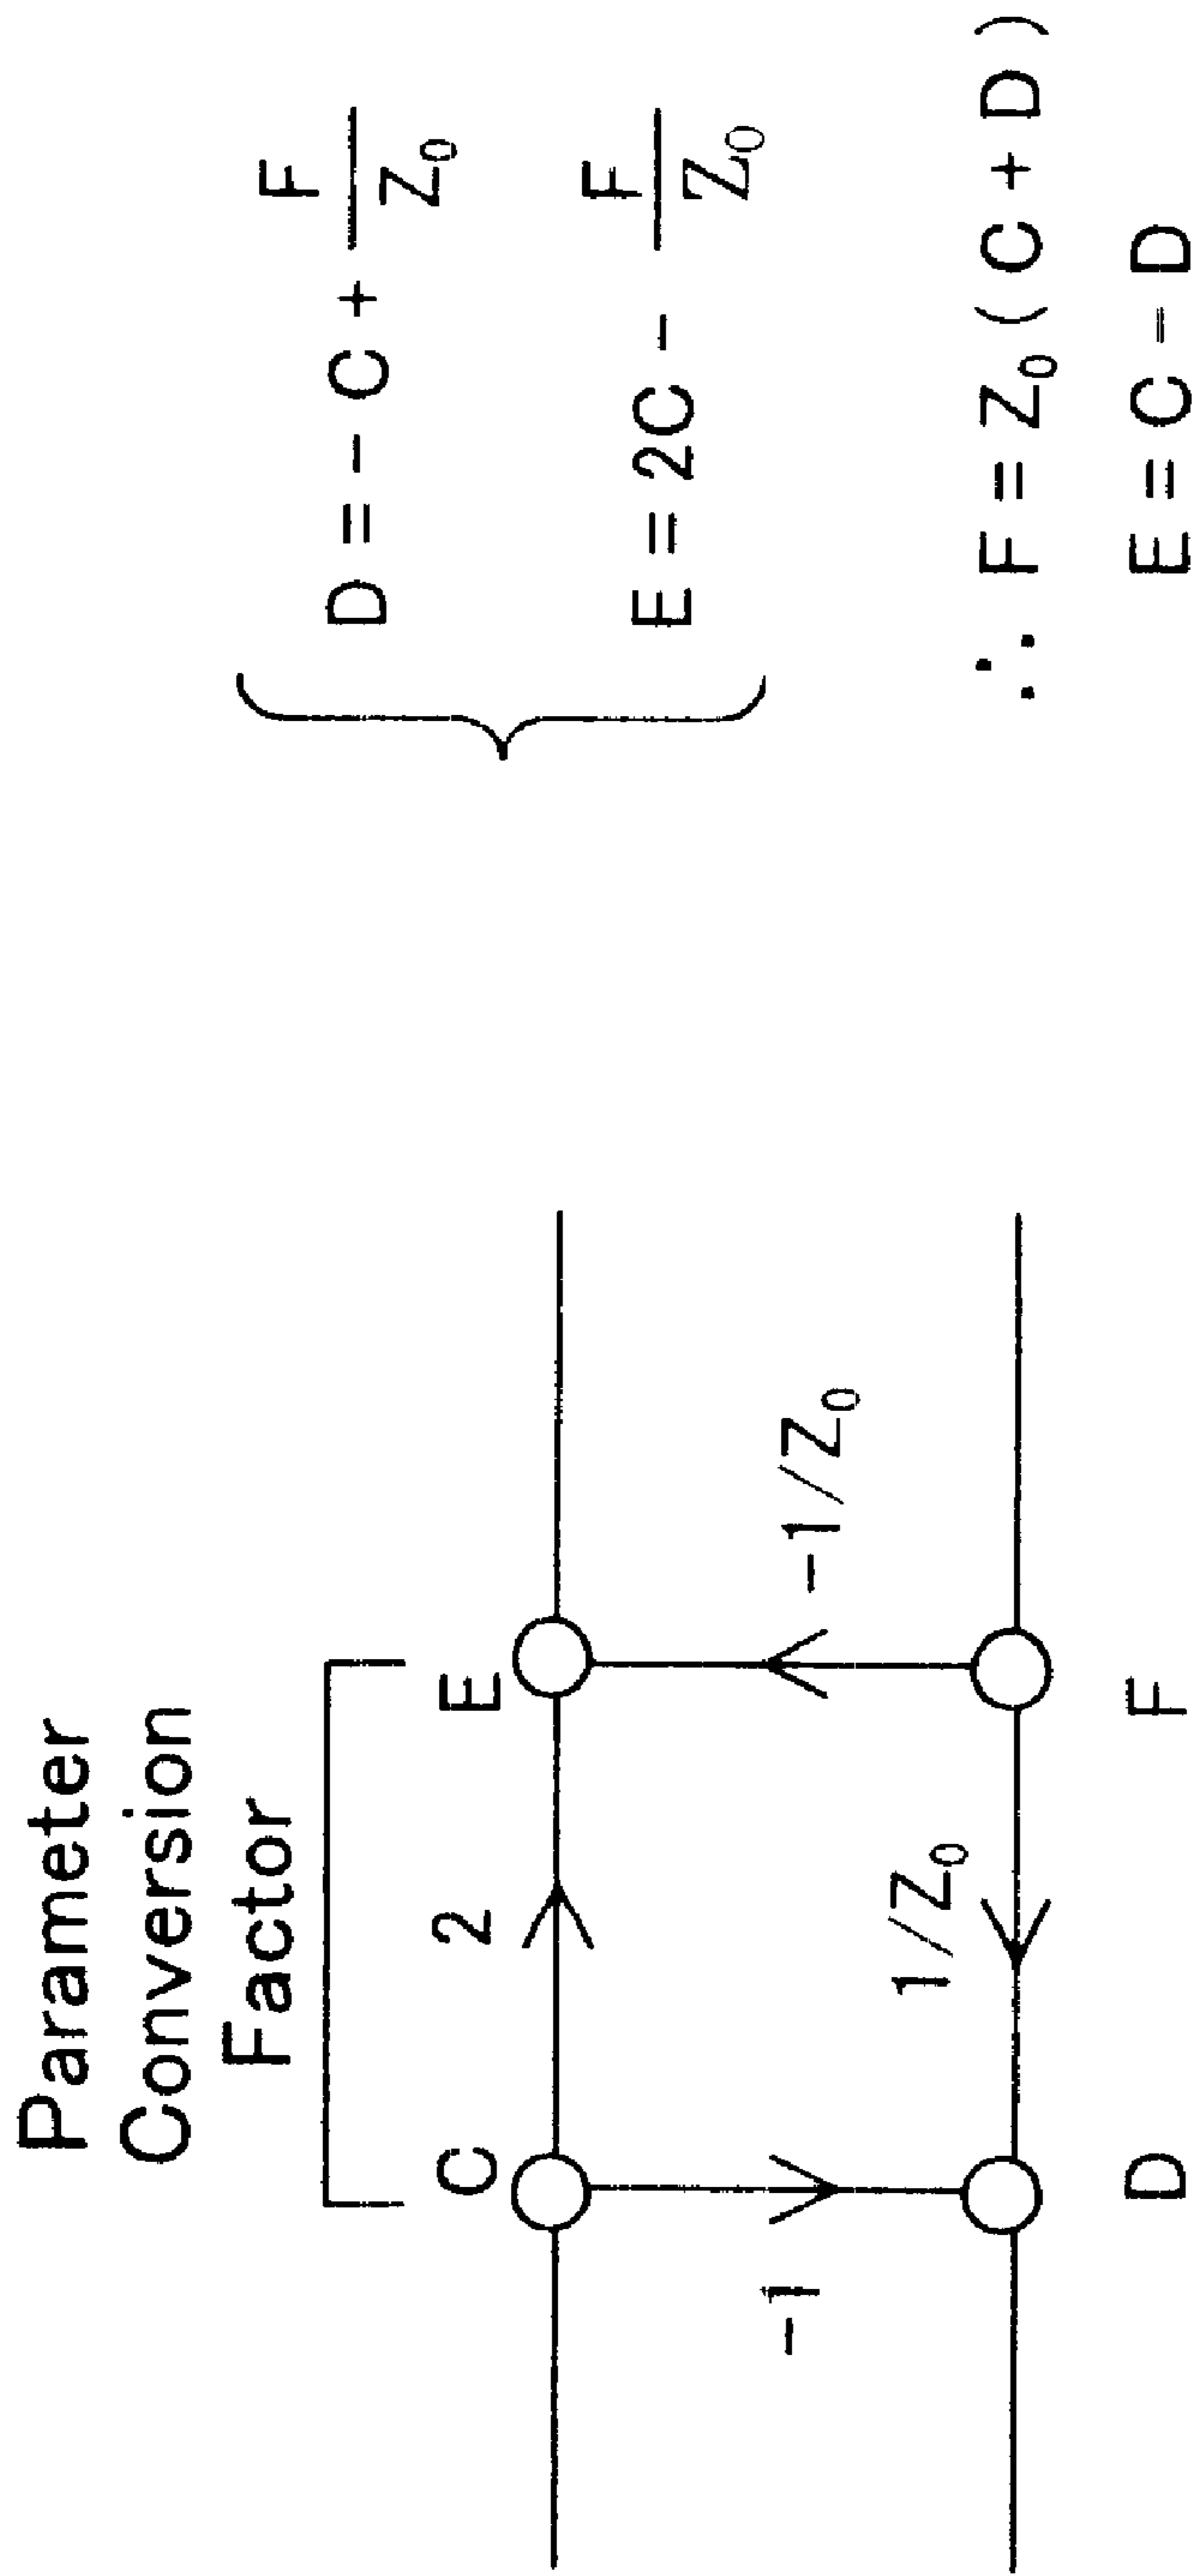 Parameter
Conversion
Factor
C
2
E
-1
-1/Z₀
1/Z₀
D
F
D = - C + F/Z₀
E = 2C - F/Z₀
∴ F = Z₀ ( C + D )
E = C - D